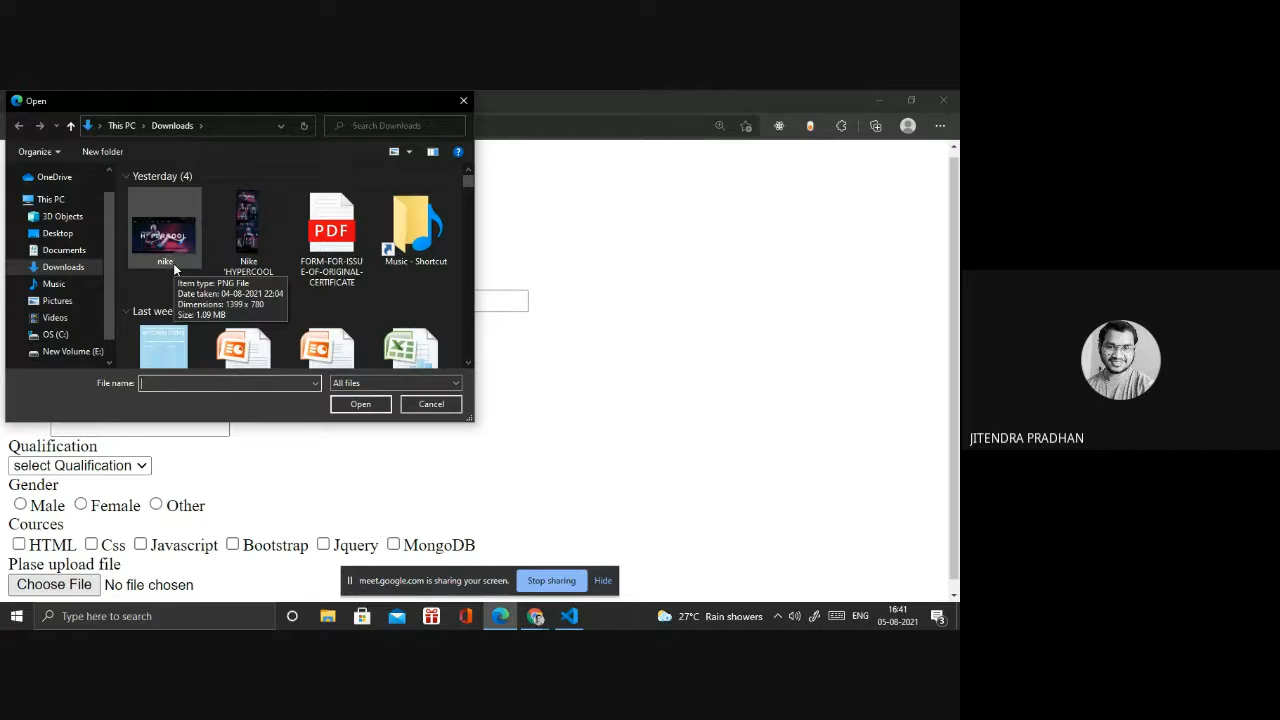 Open
This PC
Downloads
Search Downloads
Organize
New folder
OneDrive
This PC
3D Objects
Desktop
Documents
Downloads
Music
Pictures
Videos
OS (C:)
New Volume (E:)
Yesterday (4)
HYPERCOOL
nike
Nike
'HYPERCOOL
PDF
FORM-FOR-ISSU
E-OF-ORIGINAL-
CERTIFICATE
Music - Shortcut
Item type: PNG File
Date taken: 04-08-2021 22:04
Dimensions: 1399 x 780
Size: 1.09 MB
Last wee
File name:
All files
Open
Cancel
Qualification
select Qualification
Gender
Male Female Other
Cources
HTML Css Javascript Bootstrap Jquery MongoDB
Plase upload file
Choose File No file chosen
meet.google.com is sharing your screen.
Stop sharing
Hide
Type here to search
27°C Rain showers
ENG
16:41
05-08-2021
3
JITENDRA PRADHAN